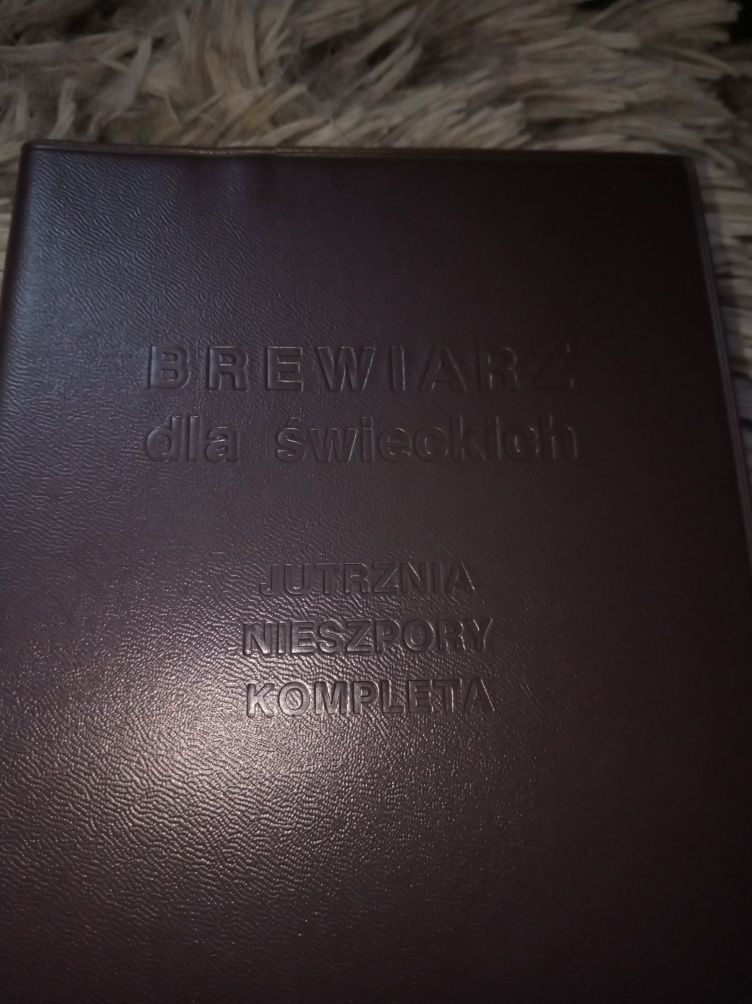 BREWIARZ
dla świeckich
JUTRZNIA
NIESZPORY
KOMPLETA